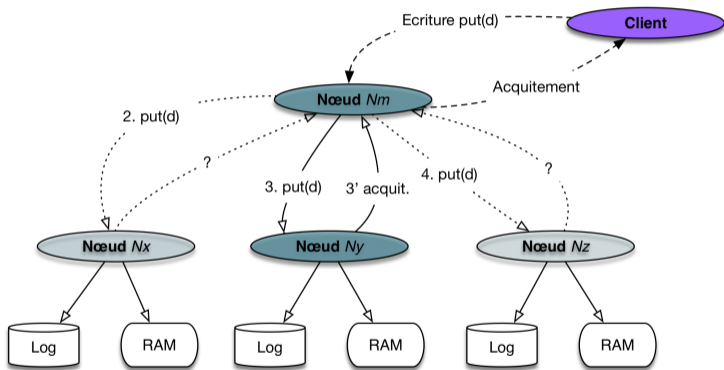 Ecriture put(d)
Client
Acquitement
Nœud Nm
2. put(d)
?
3. put(d)
3' acquit.
4. put(d)
?
Nœud Nx
Nœud Ny
Nœud Nz
Log
RAM
Log
RAM
Log
RAM